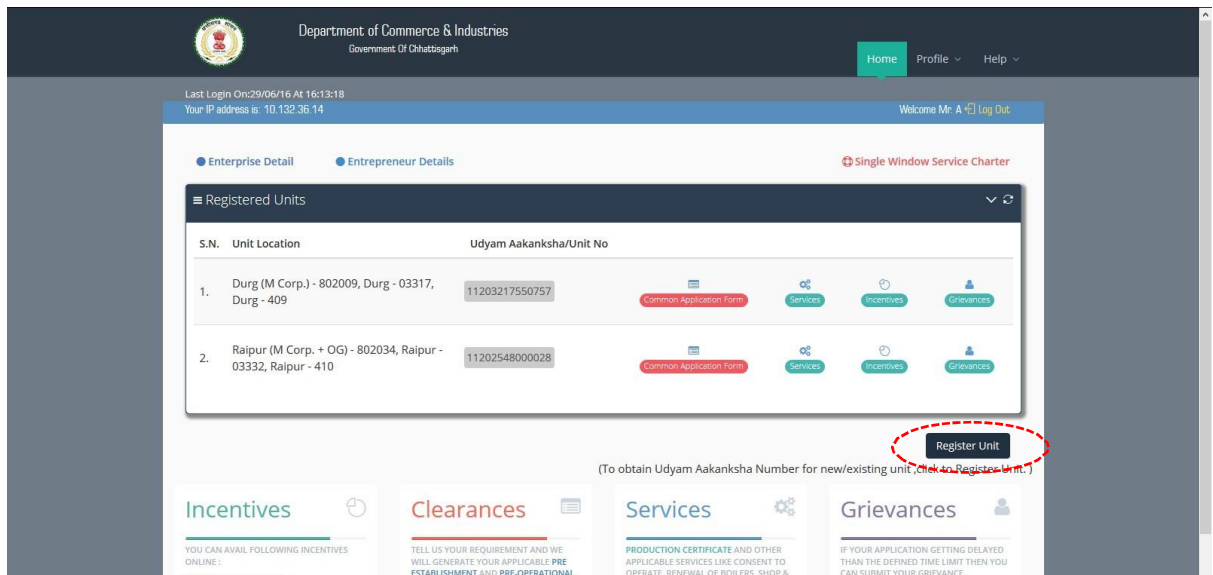 Department of Commerce & Industries
Government Of Chhattisgarh
Home Profile Help
Last Login On:29/06/16 At 16:13:18
Your IP address is: 10.132.36.14 Welcome Mr. A Log Out
Enterprise Detail Entrepreneur Details Single Window Service Charter
Registered Units
S.N. Unit Location Udyam Aakanksha/Unit No
1. Durg (M Corp.) - 802009, Durg - 03317, 11203217550757 Common Application Form Services Incentives Grievances
Durg - 409
2. Raipur (M Corp. + OG) - 802034, Raipur - 11202548000028 Common Application Form Services Incentives Grievances
03332, Raipur - 410
Register Unit
(To obtain Udyam Aakanksha Number for new/existing unit ,click to Register Unit. )
Incentives Clearances Services Grievances
YOU CAN AVAIL FOLLOWING INCENTIVES TELL US YOUR REQUIREMENT AND WE PRODUCTION CERTIFICATE AND OTHER IF YOUR APPLICATION GETTING DELAYED
ONLINE : WILL GENERATE YOUR APPLICABLE PRE APPLICABLE SERVICES LIKE CONSENT TO THAN THE DEFINED TIME LIMIT THEN YOU
ESTABLISHMENT AND PRE-OPERATIONAL OPERATE, RENEWAL OF BOILERS, SHOP & CAN SUBMIT YOUR GRIEVANCE